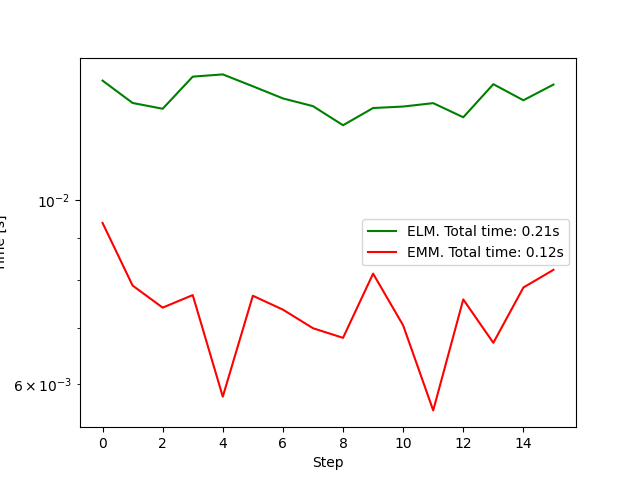 10⁻²
6 × 10⁻³
ELM. Total time: 0.21s
EMM. Total time: 0.12s
0 2 4 6 8 10 12 14
Step
Time [s]